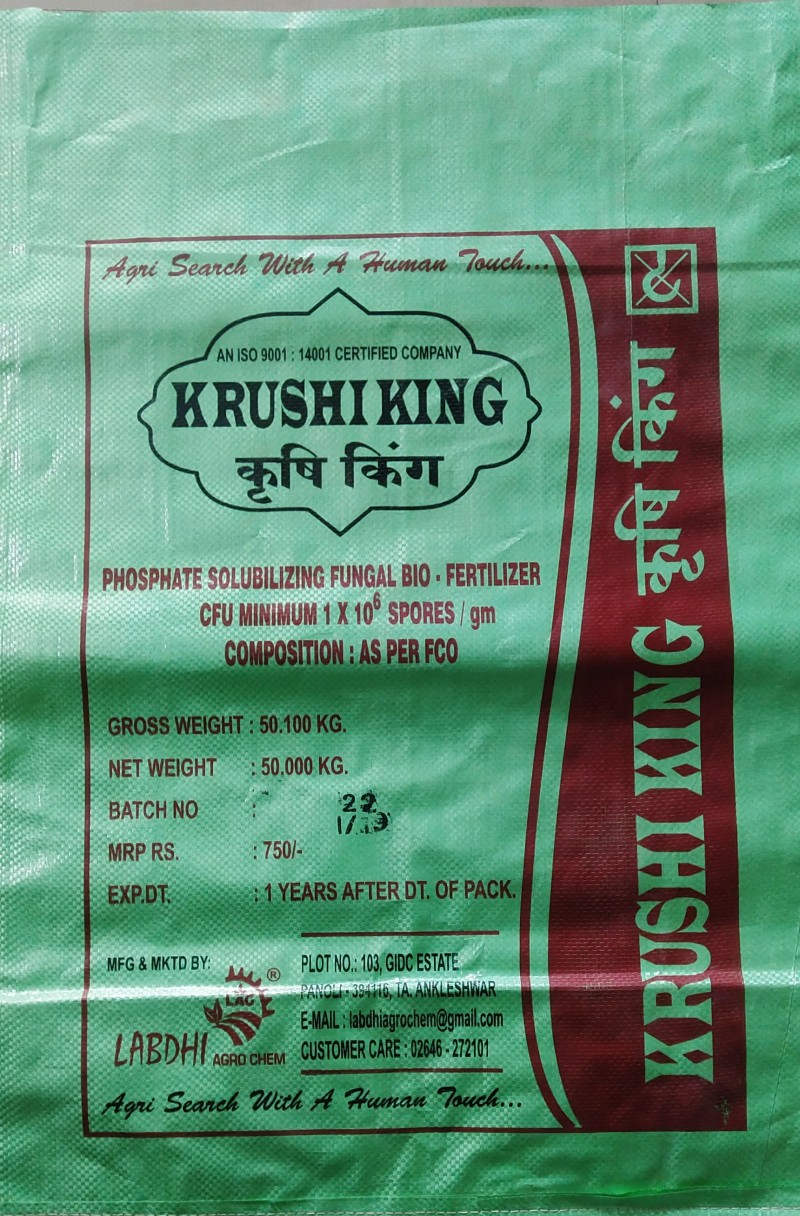 Agri Search With A Human Touch...
AN ISO 9001 : 14001 CERTIFIED COMPANY
KRUSHI KING
कृषि किंग
PHOSPHATE SOLUBILIZING FUNGAL BIO - FERTILIZER
CFU MINIMUM 1 X 10⁶ SPORES / gm
COMPOSITION : AS PER FCO
GROSS WEIGHT : 50.100 KG.
NET WEIGHT : 50.000 KG.
BATCH NO : 22
MRP RS. : 750/-
EXP.DT. : 1 YEARS AFTER DT. OF PACK.
MFG & MKTD BY:
LAC ®
LABDHI AGRO CHEM
PLOT NO.: 103, GIDC ESTATE
PANOLI - 394116, TA. ANKLESHWAR
E-MAIL : labdhiagrochem@gmail.com
CUSTOMER CARE : 02646 - 272101
Agri Search With A Human Touch...
KRUSHI KING कृषि किंग